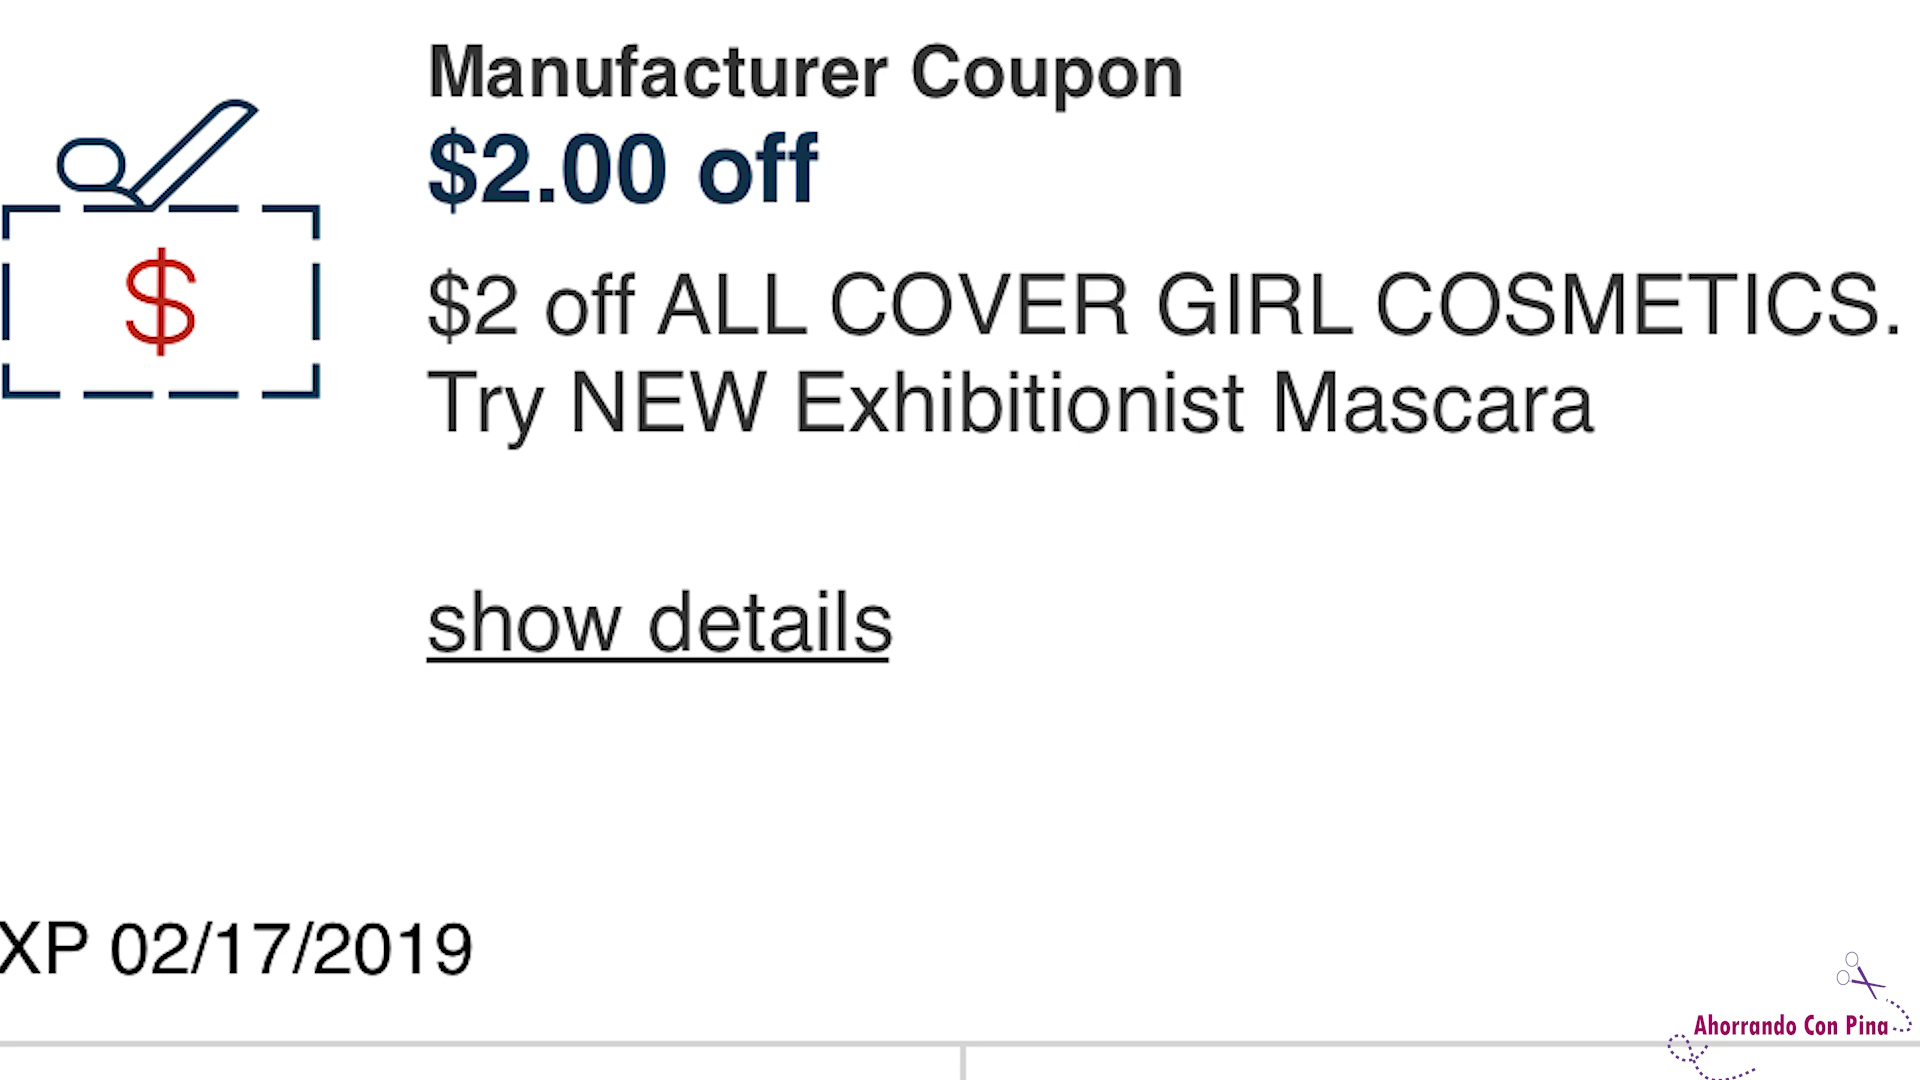 Manufacturer Coupon
$2.00 off
$
$2 off ALL COVER GIRL COSMETICS.
Try NEW Exhibitionist Mascara
show details
XP 02/17/2019
Ahorrando Con Pina